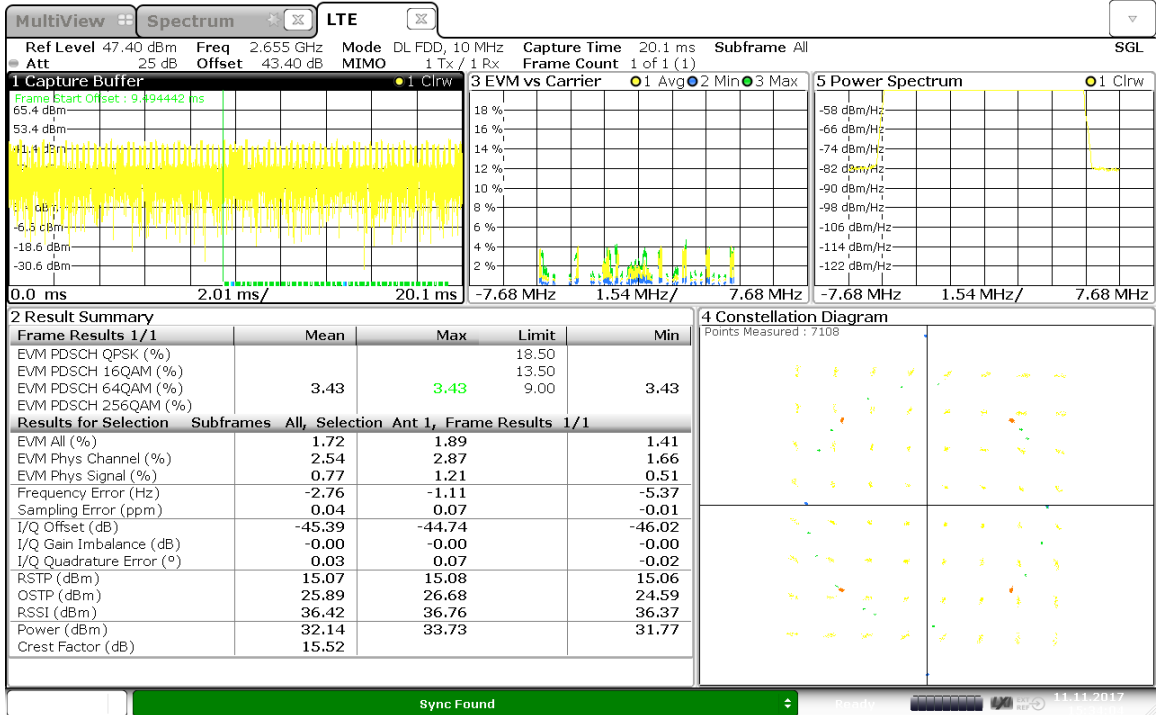 MultiView Spectrum LTE
Ref Level 47.40 dBm Freq 2.655 GHz Mode DL FDD, 10 MHz Capture Time 20.1 ms Subframe All SGL
Att 25 dB Offset 43.40 dB MIMO 1 Tx / 1 Rx Frame Count 1 of 1 (1)
1 Capture Buffer 1 Clrw
Frame Start Offset : 9.494442 ms
65.4 dBm
53.4 dBm
41.4 dBm
-6.6 dBm
-18.6 dBm
-30.6 dBm
0.0 ms 2.01 ms/ 20.1 ms
3 EVM vs Carrier 1 Avg 2 Min 3 Max
18 %
16 %
14 %
12 %
10 %
8 %
6 %
4 %
2 %
-7.68 MHz 1.54 MHz/ 7.68 MHz
5 Power Spectrum 1 Clrw
-58 dBm/Hz
-66 dBm/Hz
-74 dBm/Hz
-82 dBm/Hz
-90 dBm/Hz
-98 dBm/Hz
-106 dBm/Hz
-114 dBm/Hz
-122 dBm/Hz
-7.68 MHz 1.54 MHz/ 7.68 MHz
2 Result Summary
Frame Results 1/1 Mean Max Limit Min
EVM PDSCH QPSK (%) 18.50
EVM PDSCH 16QAM (%) 13.50
EVM PDSCH 64QAM (%) 3.43 3.43 9.00 3.43
EVM PDSCH 256QAM (%)
Results for Selection Subframes All, Selection Ant 1, Frame Results 1/1
EVM All (%) 1.72 1.89 1.41
EVM Phys Channel (%) 2.54 2.87 1.66
EVM Phys Signal (%) 0.77 1.21 0.51
Frequency Error (Hz) -2.76 -1.11 -5.37
Sampling Error (ppm) 0.04 0.07 -0.01
I/Q Offset (dB) -45.39 -44.74 -46.02
I/Q Gain Imbalance (dB) -0.00 -0.00 -0.00
I/Q Quadrature Error (º) 0.03 0.07 -0.02
RSTP (dBm) 15.07 15.08 15.06
OSTP (dBm) 25.89 26.68 24.59
RSSI (dBm) 36.42 36.76 36.37
Power (dBm) 32.14 33.73 31.77
Crest Factor (dB) 15.52
4 Constellation Diagram
Points Measured : 7108
Sync Found
Ready
LXI
EXT
REF
11.11.2017